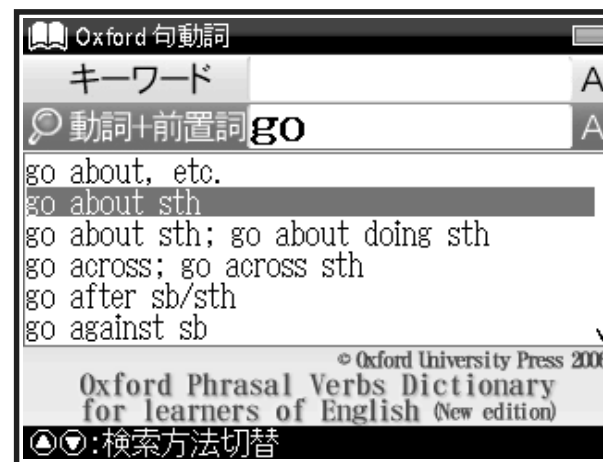 Oxford 句動詞
キーワード A
動詞+前置詞 go A
go about, etc.
go about sth
go about sth; go about doing sth
go across; go across sth
go after sb/sth
go against sb
© Oxford University Press 2006
Oxford Phrasal Verbs Dictionary
for learners of English (New edition)
:検索方法切替